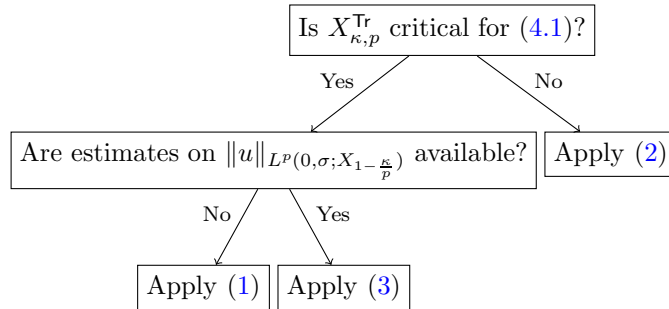 Is $X^{\mathsf{Tr}}_{\kappa,p}$ critical for (4.1)?
Yes
No
Are estimates on $\|u\|_{L^p(0,\sigma;X_{1-\frac{\kappa}{p}})}$ available?
Apply (2)
No
Yes
Apply (1)
Apply (3)